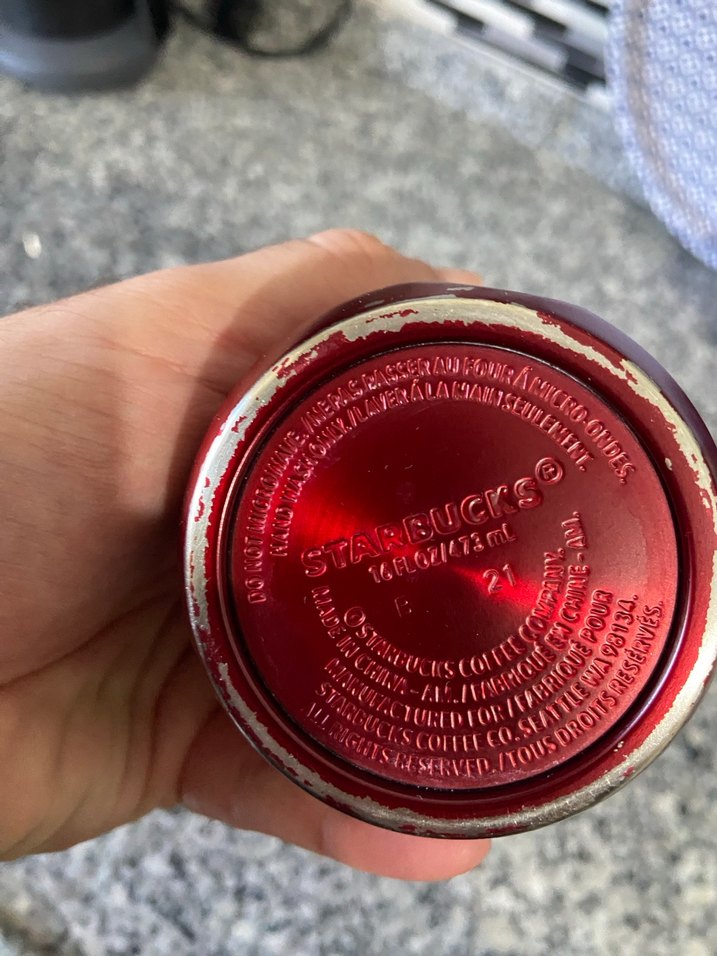 DO NOT MICROWAVE. / NE PAS PASSER AU FOUR À MICRO-ONDES.
HAND WASH ONLY. / LAVER À LA MAIN SEULEMENT.
STARBUCKS®
16 FL OZ/473 mL
21
©STARBUCKS COFFEE COMPANY.
MADE IN CHINA - AM. / FABRIQUÉ EN CHINE - AM.
MANUFACTURED FOR / FABRIQUÉ POUR
STARBUCKS COFFEE CO. SEATTLE WA 98134.
ALL RIGHTS RESERVED. / TOUS DROITS RESÉRVÉS.